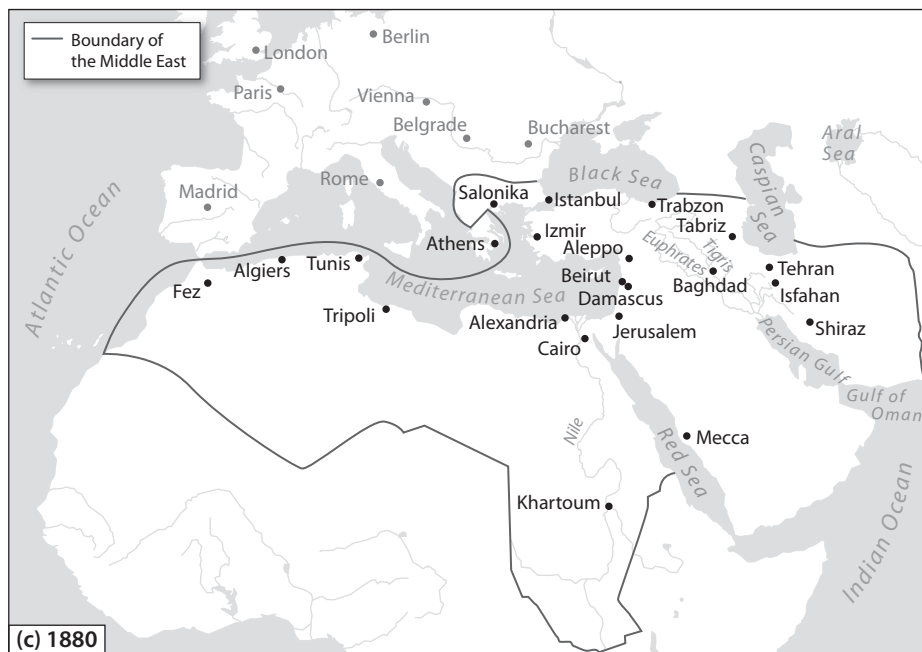 Boundary of
the Middle East
Berlin
London
Paris
Vienna
Belgrade
Bucharest
Aral
Sea
Caspian
Sea
Black Sea
Madrid
Rome
Salonika
Istanbul
Trabzon
Tabriz
Atlantic Ocean
Athens
Izmir
Aleppo
Euphrates
Tigris
Algiers
Tunis
Fez
Mediterranean Sea
Beirut
Damascus
Baghdad
Tehran
Isfahan
Tripoli
Alexandria
Jerusalem
Cairo
Shiraz
Persian Gulf
Gulf of
Oman
Nile
Red Sea
Mecca
Khartoum
Indian Ocean
(c) 1880